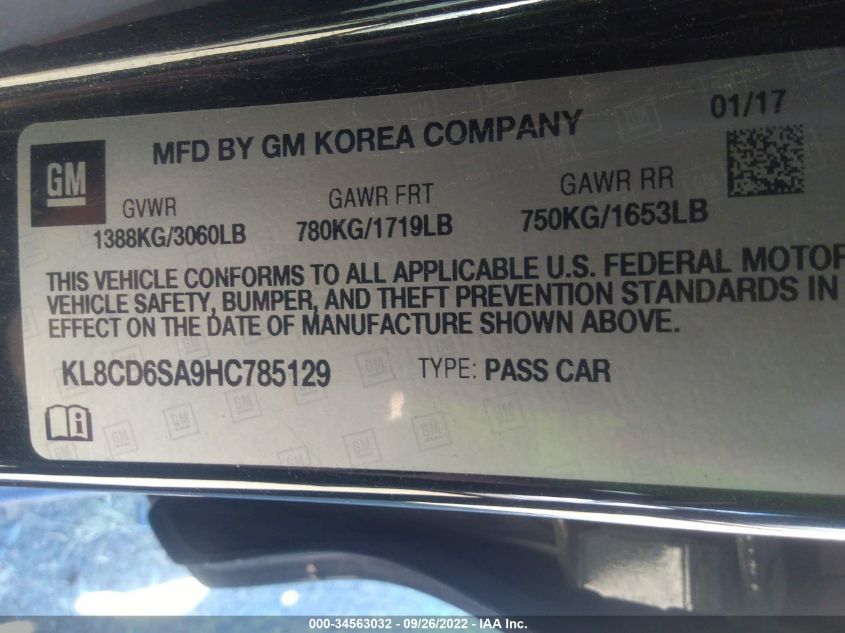 MFD BY GM KOREA COMPANY 01/17
GM
GVWR GAWR FRT GAWR RR
1388KG/3060LB 780KG/1719LB 750KG/1653LB
THIS VEHICLE CONFORMS TO ALL APPLICABLE U.S. FEDERAL MOTOR
VEHICLE SAFETY, BUMPER, AND THEFT PREVENTION STANDARDS IN
EFFECT ON THE DATE OF MANUFACTURE SHOWN ABOVE.
KL8CD6SA9HC785129 TYPE: PASS CAR
000-34563032 - 09/26/2022 - IAA, Inc.